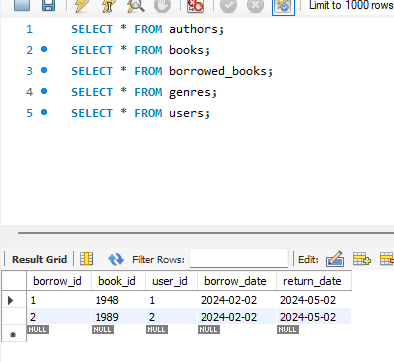 Limit to 1000 rows
1 SELECT * FROM authors;
2 SELECT * FROM books;
3 SELECT * FROM borrowed_books;
4 SELECT * FROM genres;
5 SELECT * FROM users;
Result Grid Filter Rows: Edit:
borrow_id book_id user_id borrow_date return_date
1 1948 1 2024-02-02 2024-05-02
2 1989 2 2024-02-02 2024-05-02
NULL NULL NULL NULL NULL